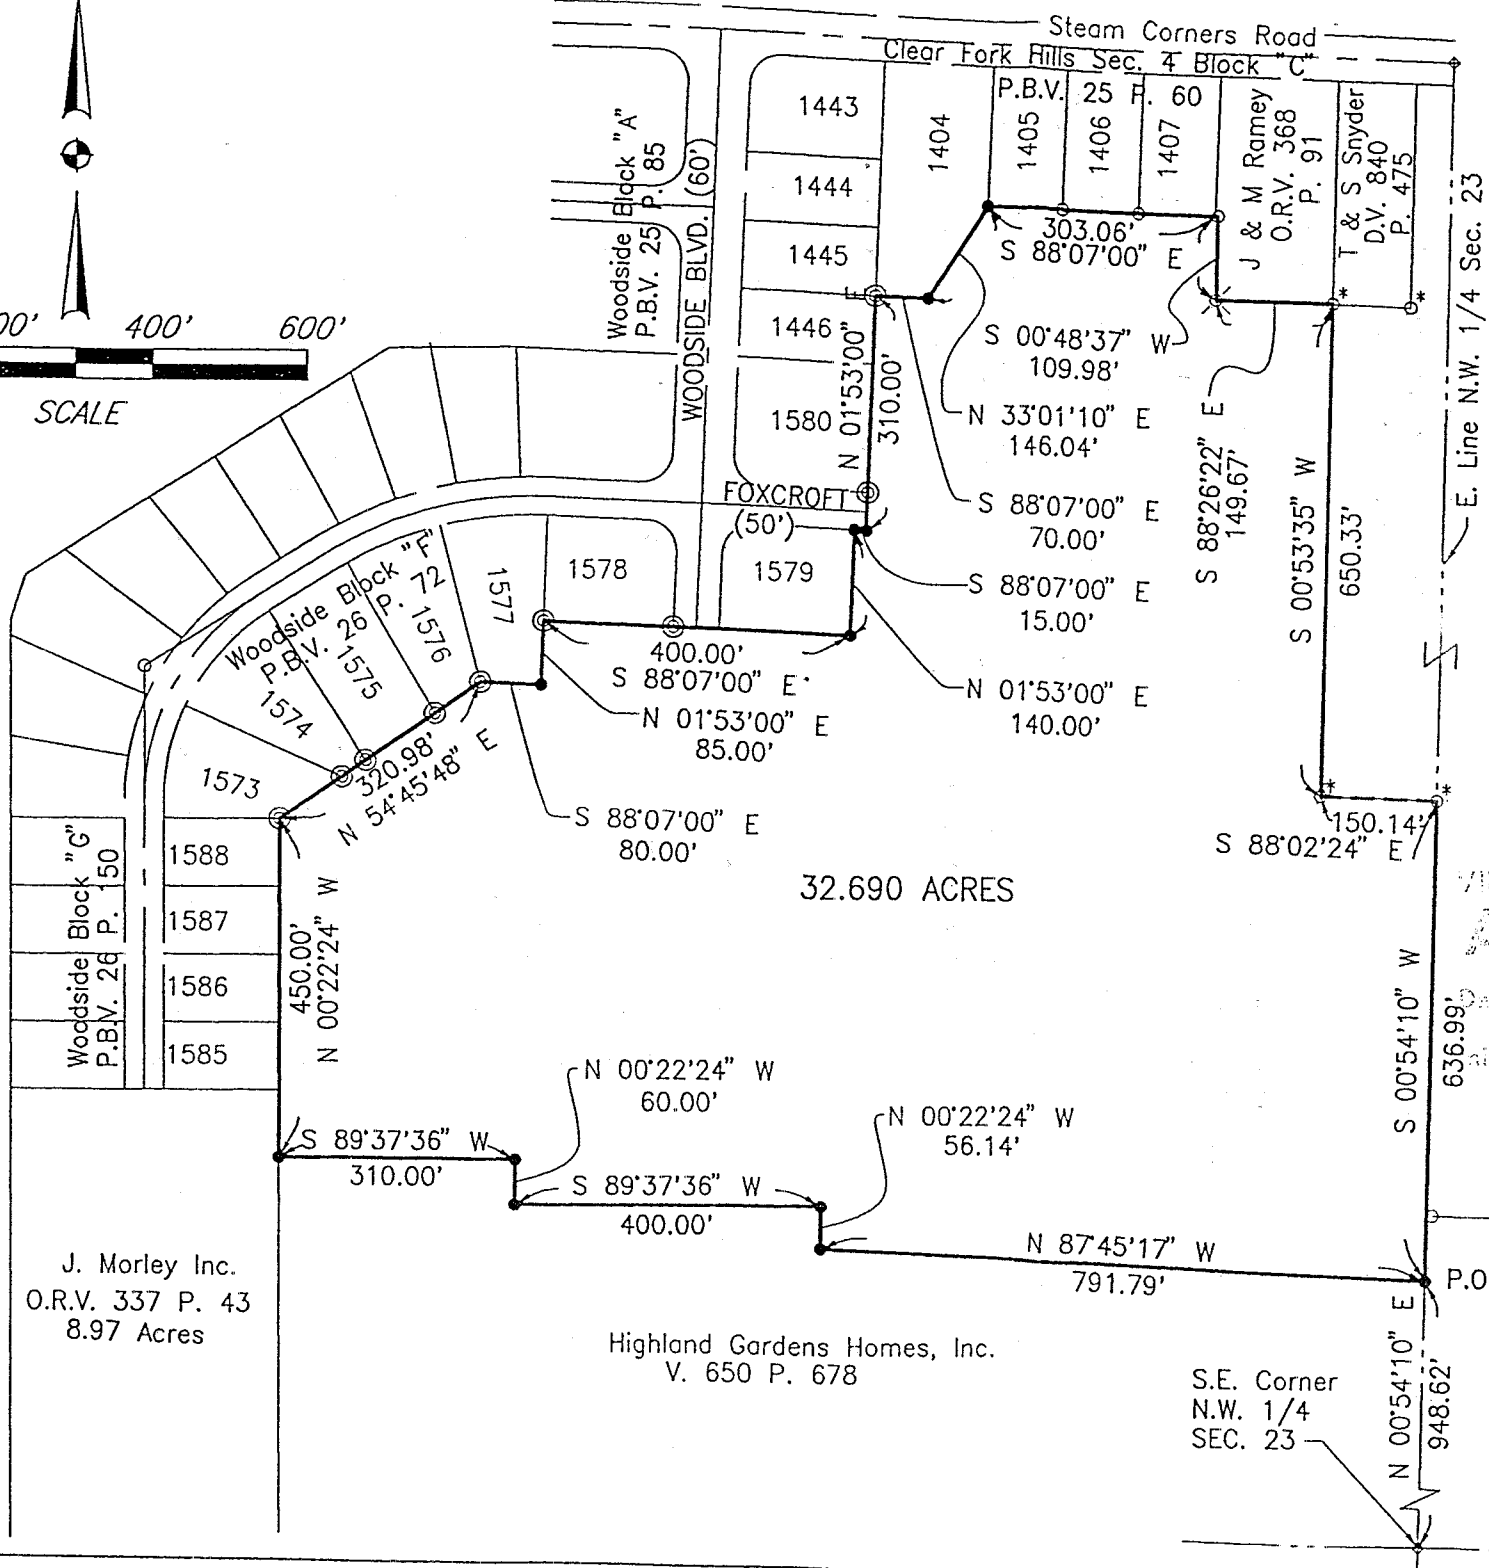 Steam Corners Road
Clear Fork Hills Sec. 4 Block "C"
P.B.V. 25 P. 60
1443
1444
1445
1446
1580
1404
1405
1406
1407
J & M Ramey
O.R.V. 368
P. 91
T & S Snyder
D.V. 840
P. 475
E. Line N.W. 1/4 Sec. 23
Woodside Block "A"
P.B.V. 25 P. 85
WOODSIDE BLVD. (60')
400'
600'
SCALE
303.06'
S 88°07'00" E
S 00°48'37" W
109.98'
N 33°01'10" E
146.04'
S 88°07'00" E
70.00'
N 01°53'00" E
310.00'
S 88°26'22" E
149.67'
S 00°53'35" W
650.33'
FOXCROFT
(50')
S 88°07'00" E
15.00'
1579
1578
1577
1576
1575
1574
1573
Woodside Block "F"
P.B.V. 26 P. 72
400.00'
S 88°07'00" E
N 01°53'00" E
140.00'
N 01°53'00" E
85.00'
320.98'
N 54°45'48" E
S 88°07'00" E
80.00'
150.14'
S 88°02'24" E
1588
1587
1586
1585
Woodside Block "G"
P.B.V. 26 P. 150
450.00'
N 00°22'24" W
32.690 ACRES
S 00°54'10" W
636.99'
N 00°22'24" W
60.00'
N 00°22'24" W
56.14'
S 89°37'36" W
310.00'
S 89°37'36" W
400.00'
N 87°45'17" W
791.79'
P.O
J. Morley Inc.
O.R.V. 337 P. 43
8.97 Acres
Highland Gardens Homes, Inc.
V. 650 P. 678
N 00°54'10" E
948.62'
S.E. Corner
N.W. 1/4
SEC. 23